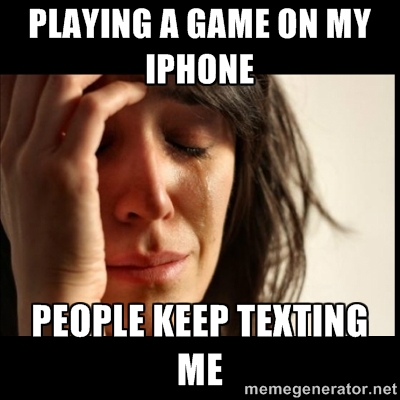 PLAYING A GAME ON MY
IPHONE
PEOPLE KEEP TEXTING
ME
memegenerator.net